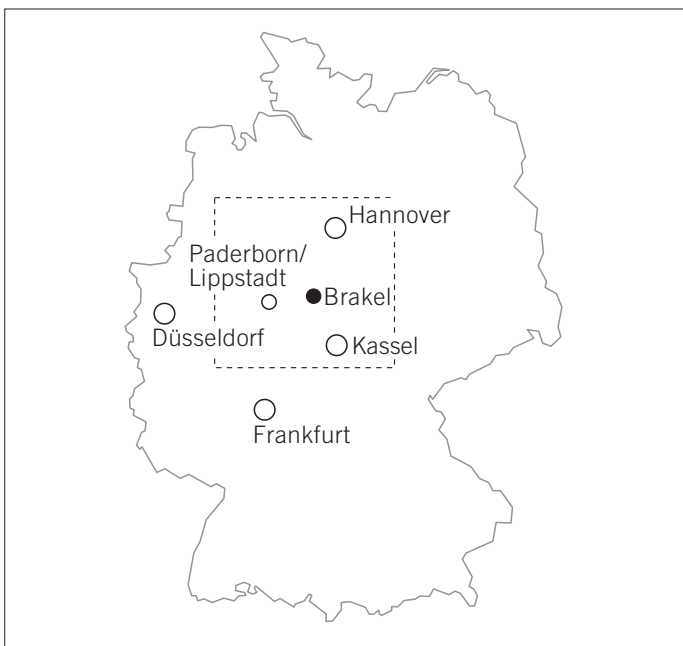 Hannover
Paderborn/
Lippstadt
Brakel
Düsseldorf
Kassel
Frankfurt